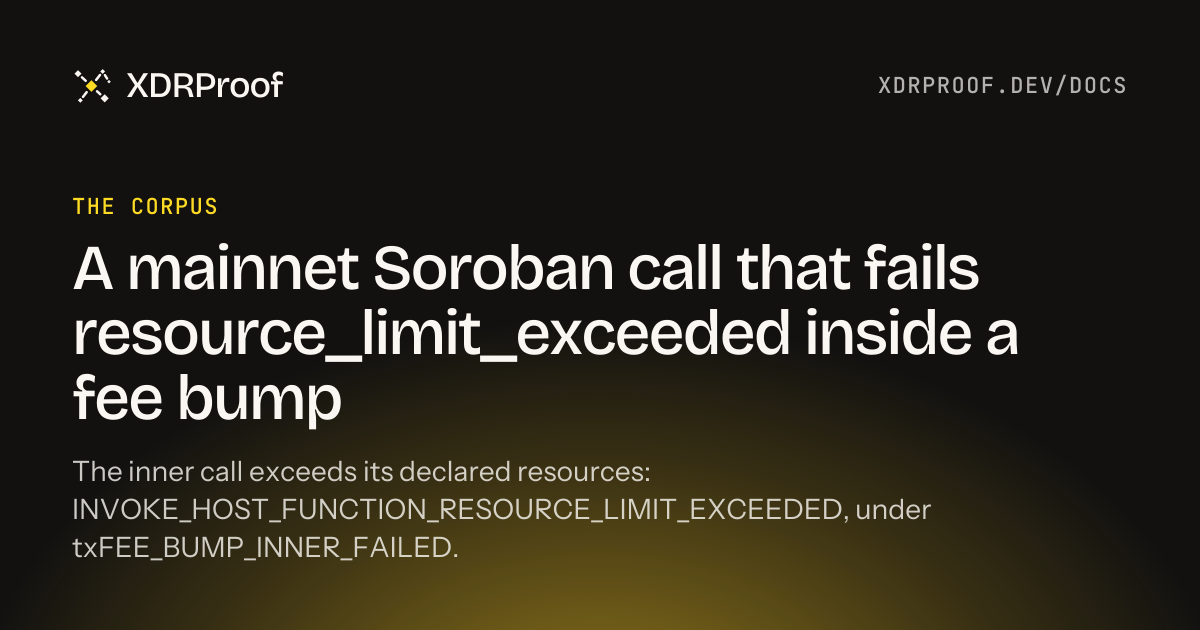 XDRProof
XDRPROOF.DEV/DOCS
THE CORPUS
A mainnet Soroban call that fails
resource_limit_exceeded inside a
fee bump
The inner call exceeds its declared resources:
INVOKE_HOST_FUNCTION_RESOURCE_LIMIT_EXCEEDED, under
txFEE_BUMP_INNER_FAILED.